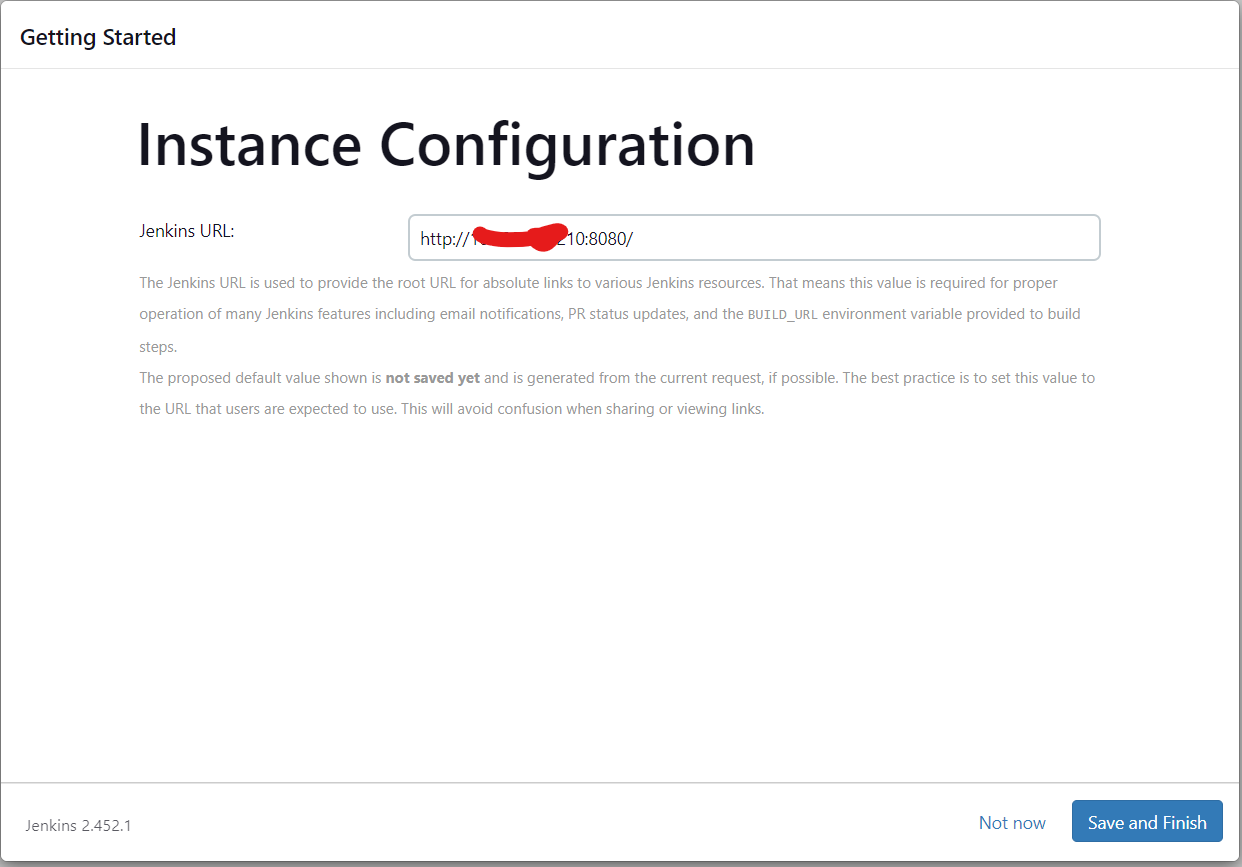 Getting Started
Instance Configuration
Jenkins URL:
http://
10:8080/
The Jenkins URL is used to provide the root URL for absolute links to various Jenkins resources. That means this value is required for proper
operation of many Jenkins features including email notifications, PR status updates, and the BUILD_URL environment variable provided to build
steps.
The proposed default value shown is not saved yet and is generated from the current request, if possible. The best practice is to set this value to
the URL that users are expected to use. This will avoid confusion when sharing or viewing links.
Jenkins 2.452.1
Not now
Save and Finish